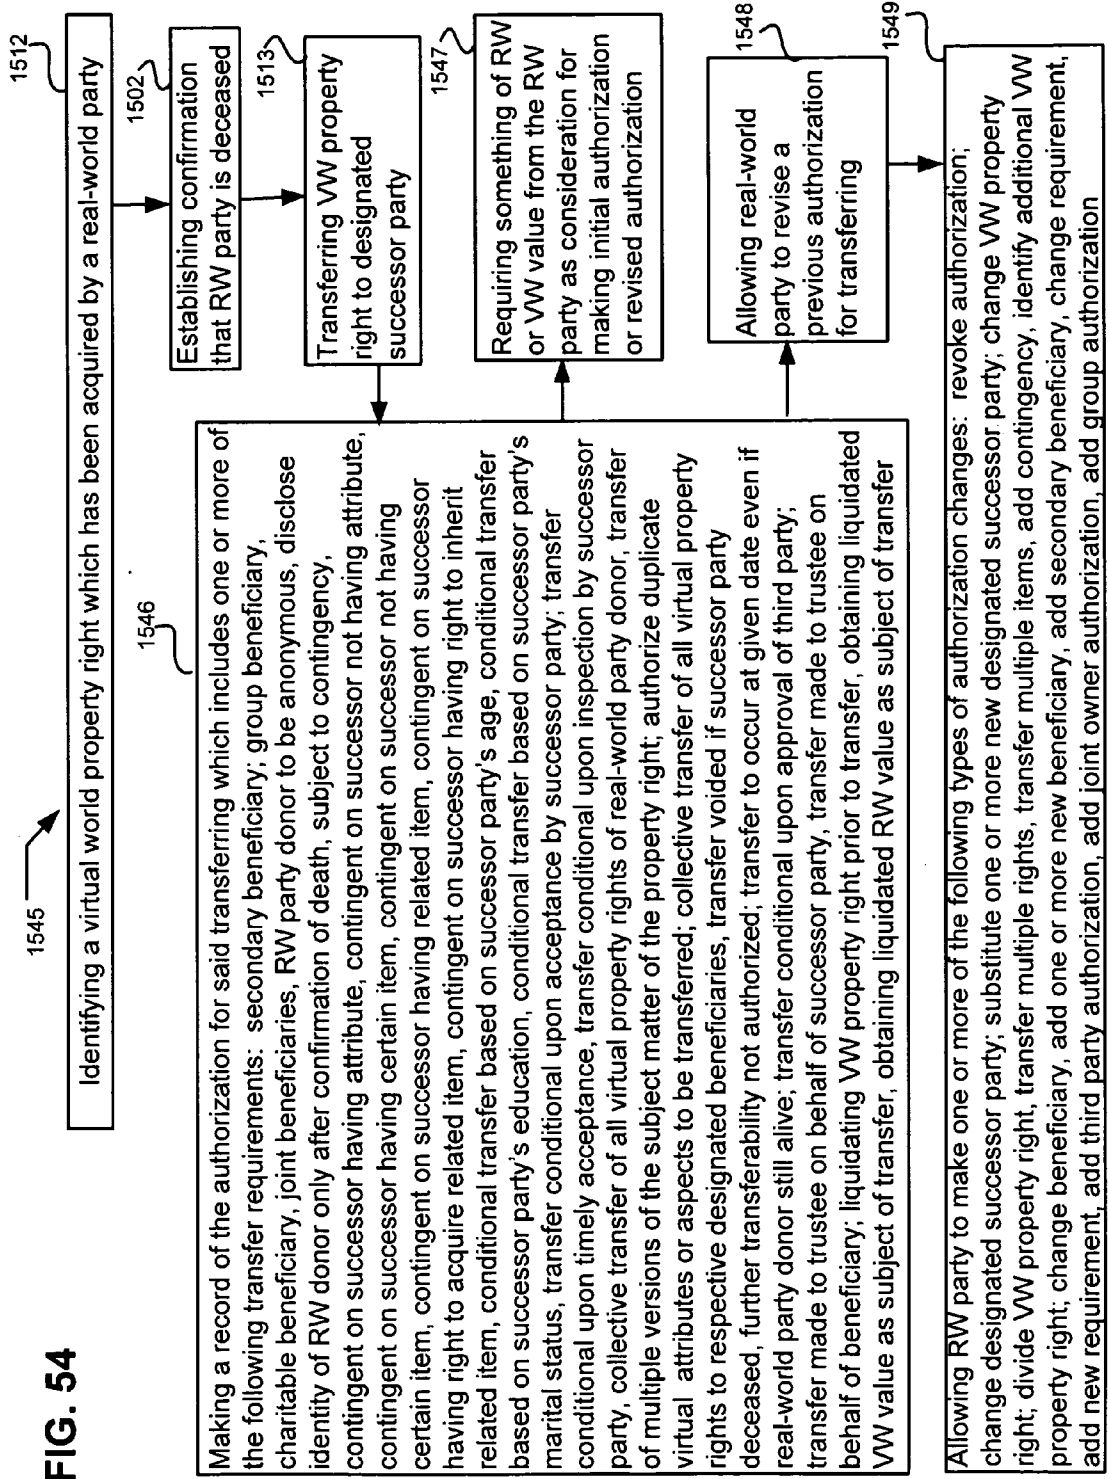 FIG. 54
1545
1512
Identifying a virtual world property right which has been acquired by a real-world party
1502
Establishing confirmation
that RW party is deceased
1513
Transferring VW property
right to designated
successor party
1546
Making a record of the authorization for said transferring which includes one or more of
the following transfer requirements: secondary beneficiary; group beneficiary,
charitable beneficiary, joint beneficiaries, RW party donor to be anonymous, disclose
identity of RW donor only after confirmation of death, subject to contingency,
contingent on successor having attribute, contingent on successor not having attribute,
contingent on successor having certain item, contingent on successor not having
certain item, contingent on successor having related item, contingent on successor
having right to acquire related item, contingent on successor having right to inherit
related item, conditional transfer based on successor party's age, conditional transfer
based on successor party's education, conditional transfer based on successor party's
marital status, transfer conditional upon acceptance by successor party; transfer
conditional upon timely acceptance, transfer conditional upon inspection by successor
party, collective transfer of all virtual property rights of real-world party donor, transfer
of multiple versions of the subject matter of the property right; authorize duplicate
virtual attributes or aspects to be transferred; collective transfer of all virtual property
rights to respective designated beneficiaries, transfer voided if successor party
deceased, further transferability not authorized; transfer to occur at given date even if
real-world party donor still alive; transfer conditional upon approval of third party;
transfer made to trustee on behalf of successor party, transfer made to trustee on
behalf of beneficiary; liquidating VW property right prior to transfer, obtaining liquidated
VW value as subject of transfer, obtaining liquidated RW value as subject of transfer
1547
Requiring something of RW
or VW value from the RW
party as consideration for
making initial authorization
or revised authorization
1548
Allowing real-world
party to revise a
previous authorization
for transferring
1549
Allowing RW party to make one or more of the following types of authorization changes: revoke authorization;
change designated successor party; substitute one or more new designated successor party; change VW property
right; divide VW property right, transfer multiple rights, transfer multiple items, add contingency, identify additional VW
property right; change beneficiary, add one or more new beneficiary, add secondary beneficiary, change requirement,
add new requirement, add third party authorization, add joint owner authorization, add group authorization